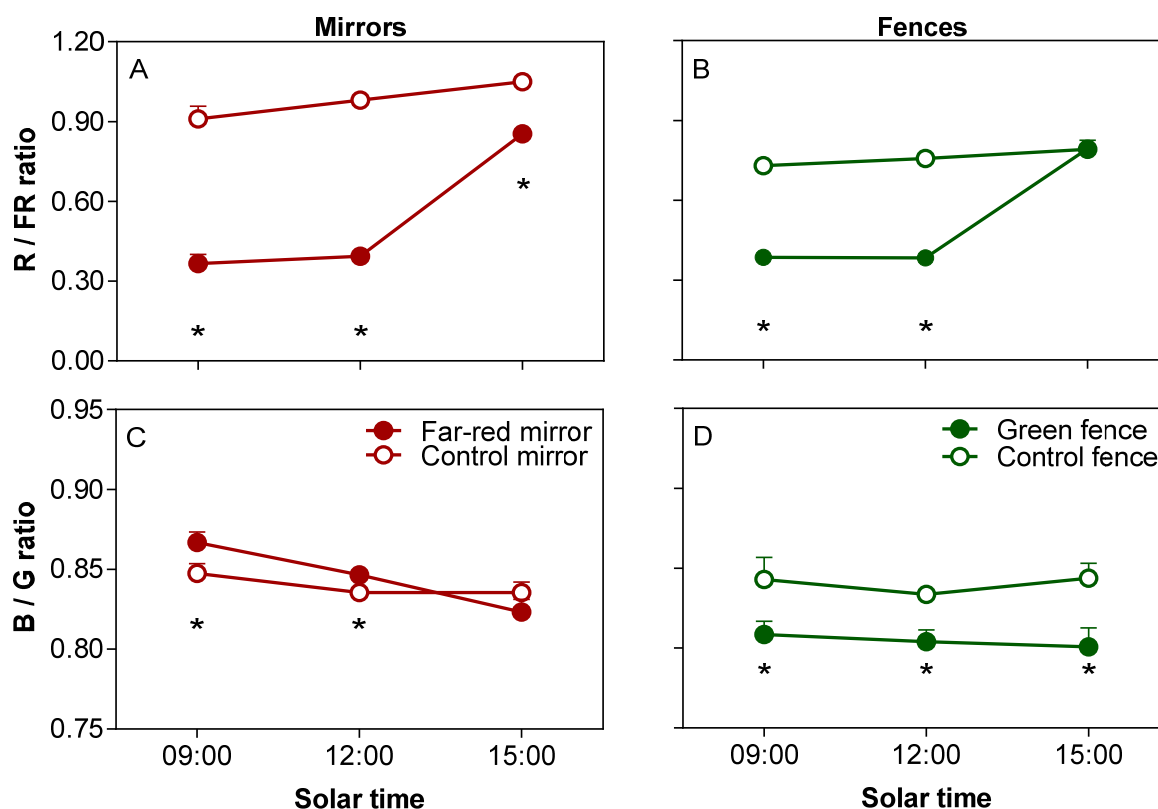 Mirrors
Fences
R / FR ratio
1.20
0.90
0.60
0.30
0.00
A
*
*
*
B
*
*
B / G ratio
0.95
0.90
0.85
0.80
0.75
C
Far-red mirror
Control mirror
*
*
D
Green fence
Control fence
*
*
*
09:00
12:00
15:00
09:00
12:00
15:00
Solar time
Solar time